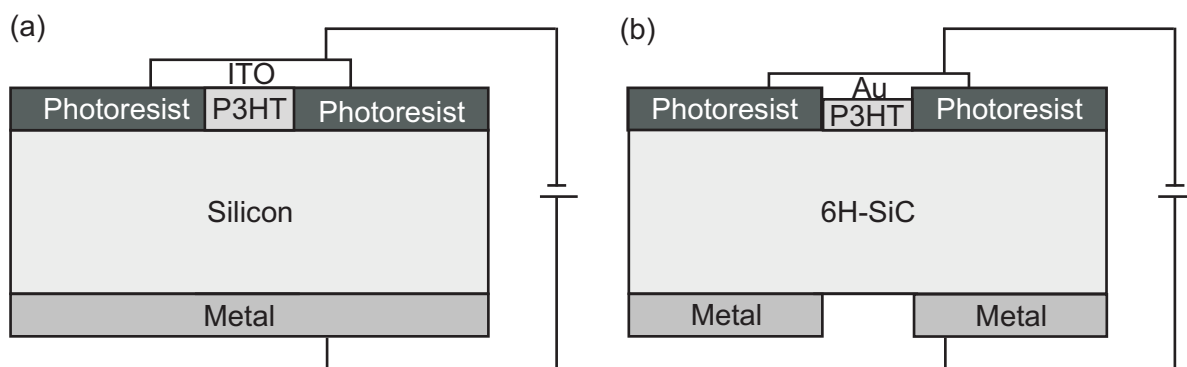 (a)
ITO
Photoresist P3HT Photoresist
Silicon
Metal
(b)
Au
Photoresist P3HT Photoresist
6H-SiC
Metal Metal